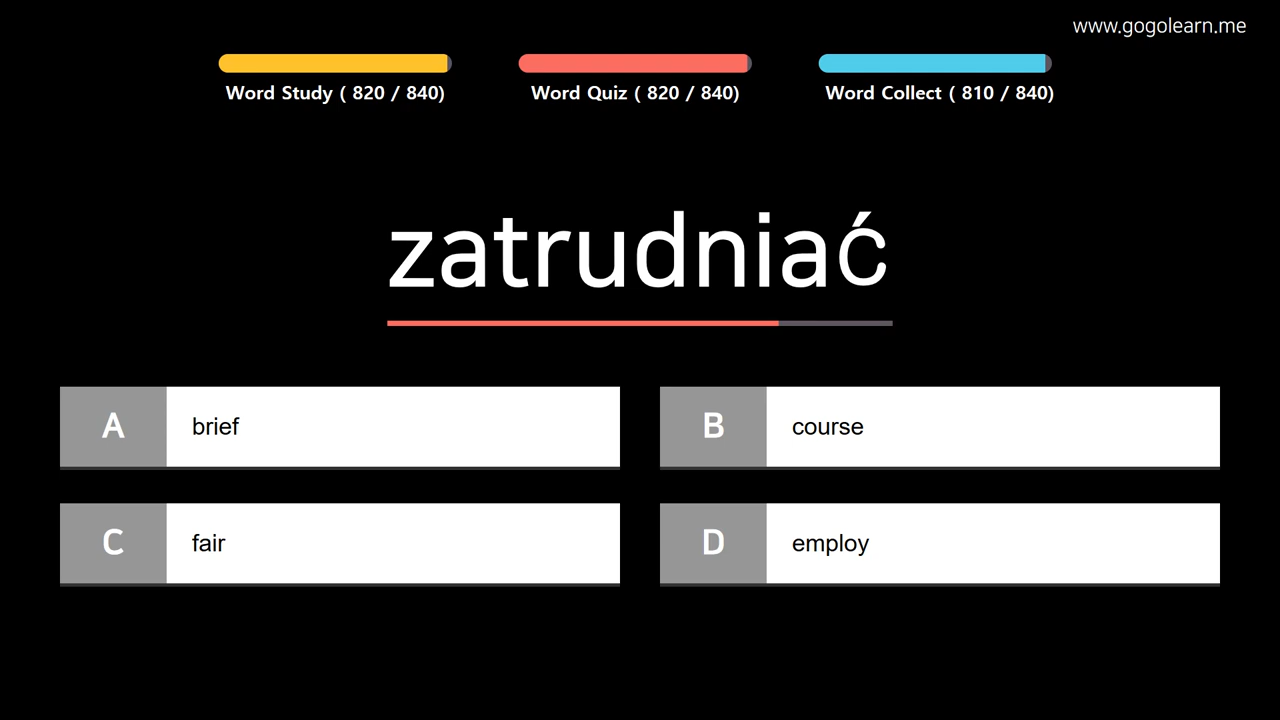 www.gogolearn.me
Word Study ( 820 / 840)
Word Quiz ( 820 / 840)
Word Collect ( 810 / 840)
zatrudniać
A brief
B course
C fair
D employ